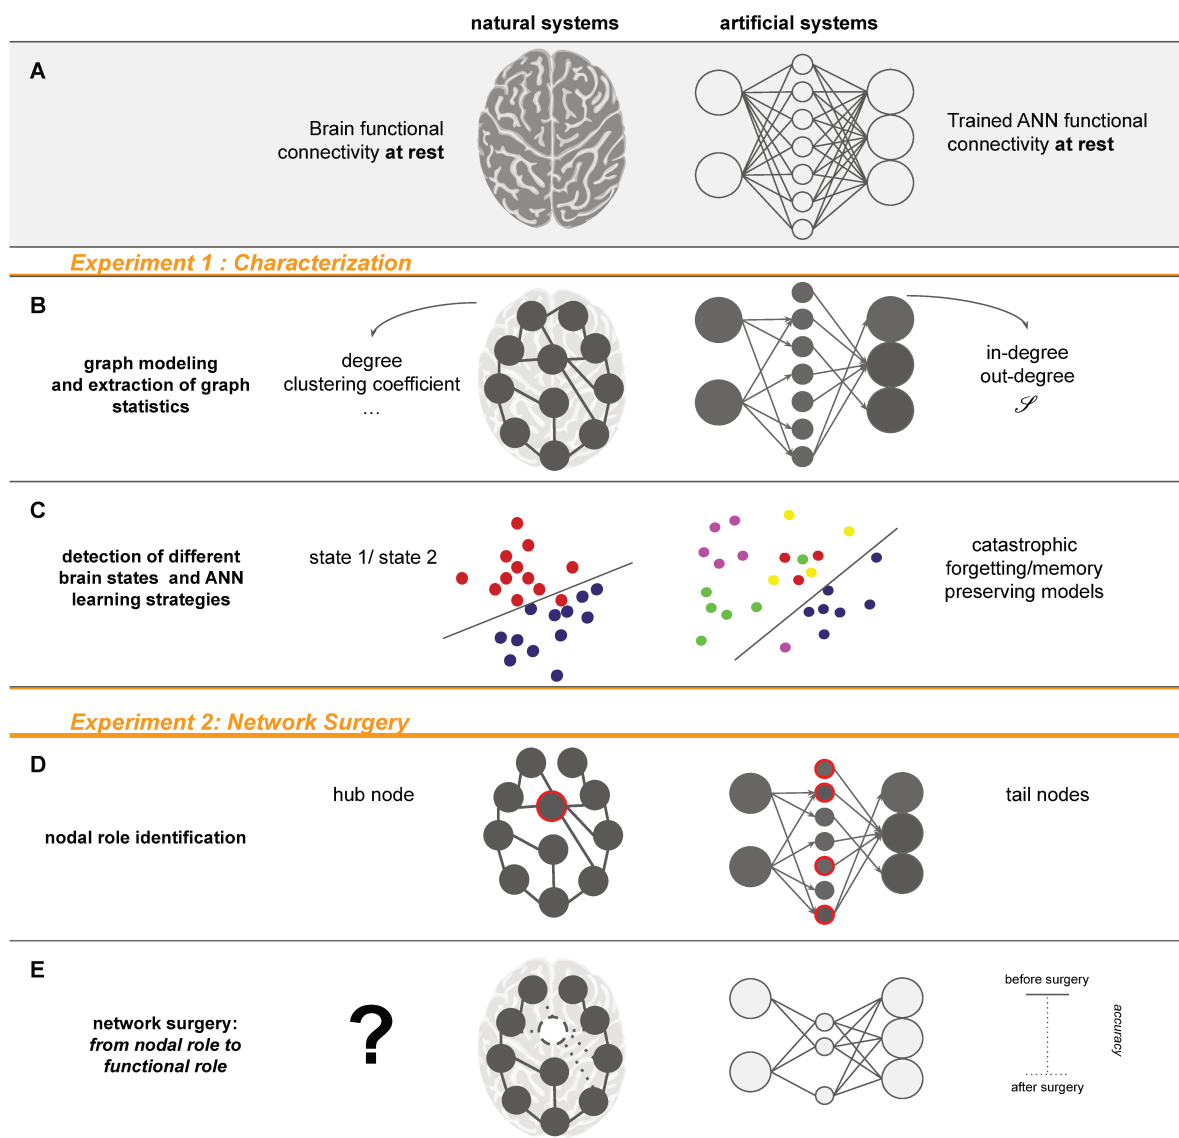 natural systems
artificial systems
A
Brain functional
connectivity at rest
Trained ANN functional
connectivity at rest
Experiment 1 : Characterization
B
graph modeling
and extraction of graph
statistics
degree
clustering coefficient
...
in-degree
out-degree
𝒮
C
detection of different
brain states and ANN
learning strategies
state 1/ state 2
catastrophic
forgetting/memory
preserving models
Experiment 2: Network Surgery
D
nodal role identification
hub node
tail nodes
E
network surgery:
from nodal role to
functional role
?
before surgery
accuracy
after surgery